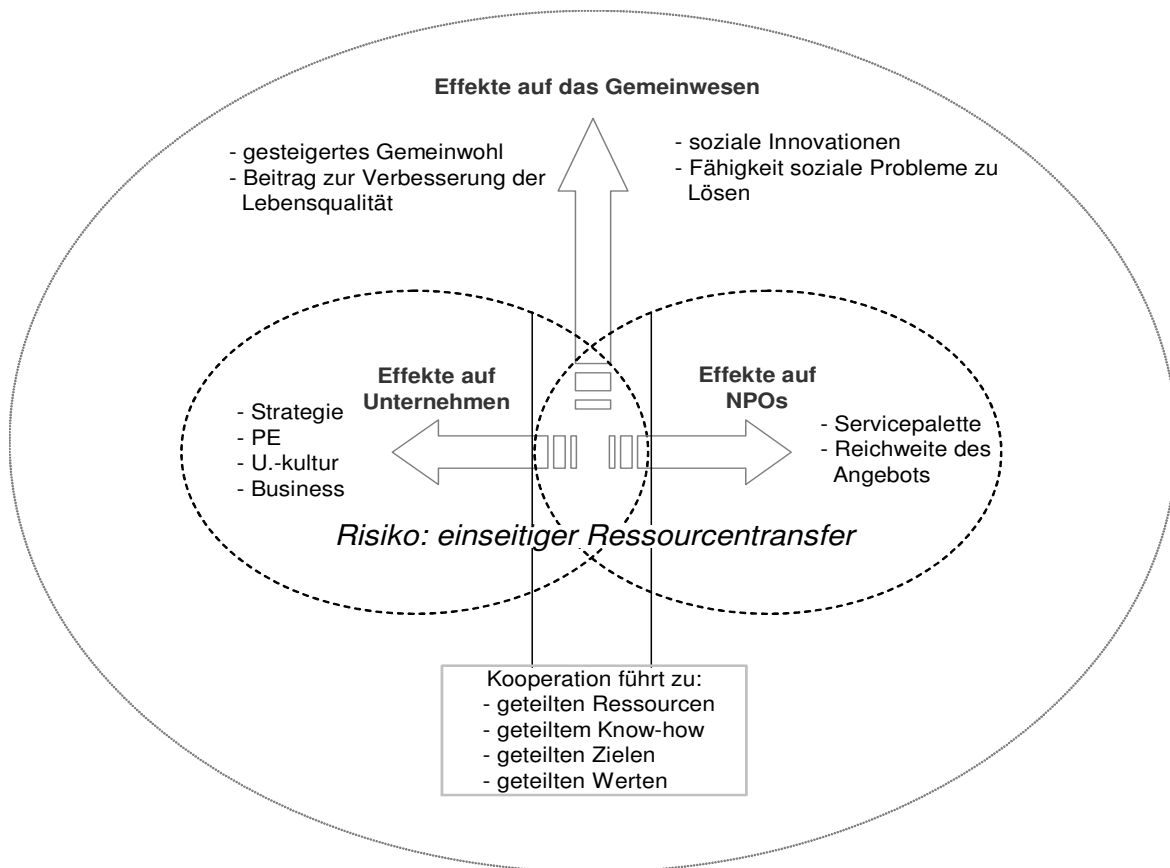 Effekte auf das Gemeinwesen
- gesteigertes Gemeinwohl
- Beitrag zur Verbesserung der
Lebensqualität
- soziale Innovationen
- Fähigkeit soziale Probleme zu
Lösen
Effekte auf
Unternehmen
- Strategie
- PE
- U.-kultur
- Business
Effekte auf
NPOs
- Servicepalette
- Reichweite des
Angebots
Risiko: einseitiger Ressourcentransfer
Kooperation führt zu:
- geteilten Ressourcen
- geteiltem Know-how
- geteilten Zielen
- geteilten Werten